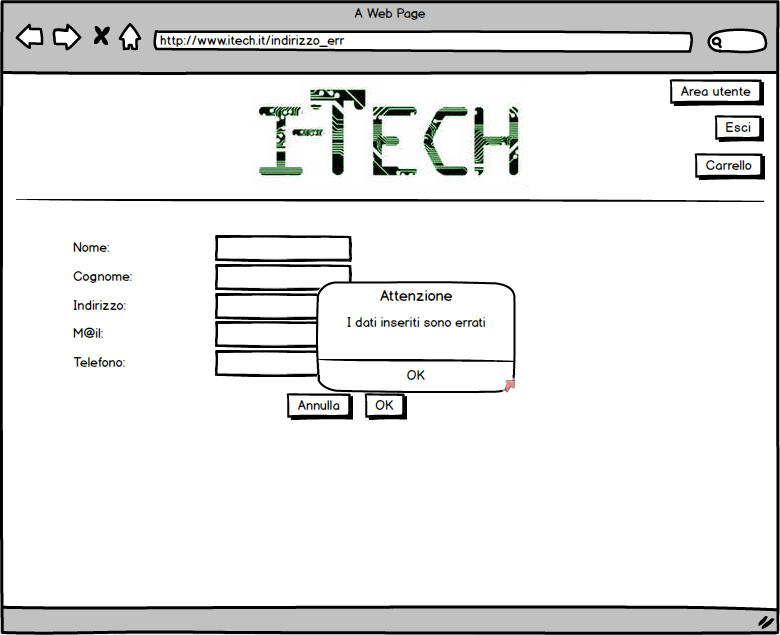 A Web Page
http://www.itech.it/indirizzo_err
I-TECH
Area utente
Esci
Carrello
Nome:
Cognome:
Indirizzo:
M@il:
Telefono:
Attenzione
I dati inseriti sono errati
OK
Annulla
OK